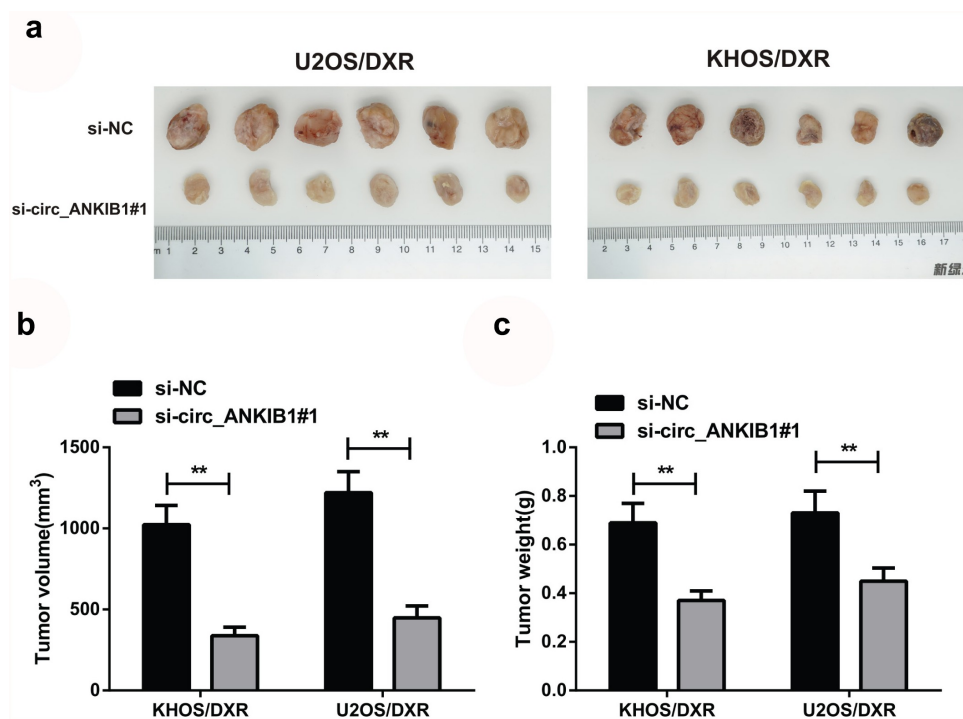 a
U2OS/DXR
KHOS/DXR
si-NC
si-circ_ANKIB1#1
m 1 2 3 4 5 6 7 8 9 10 11 12 13 14 15
2 3 4 5 6 7 8 9 10 11 12 13 14 15 16 17
新绿
b
si-NC
si-circ_ANKIB1#1
Tumor volume(mm3)
1500
1000
500
0
**
**
KHOS/DXR
U2OS/DXR
c
si-NC
si-circ_ANKIB1#1
Tumor weight(g)
1.0
0.8
0.6
0.4
0.2
0.0
**
**
KHOS/DXR
U2OS/DXR